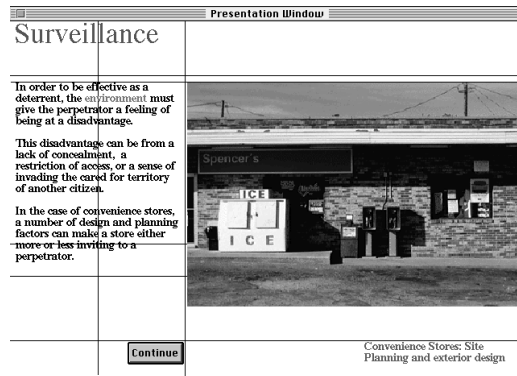 Presentation Window
Surveillance
In order to be effective as a
deterrent, the environment must
give the perpetrator a feeling of
being at a disadvantage.
This disadvantage can be from a
lack of concealment, a
restriction of access, or a sense of
invading the cared for territory
of another citizen.
In the case of convenience stores,
a number of design and planning
factors can make a store either
more or less inviting to a
perpetrator.
Spencer's
ICE
ICE
Continue
Convenience Stores: Site
Planning and exterior design